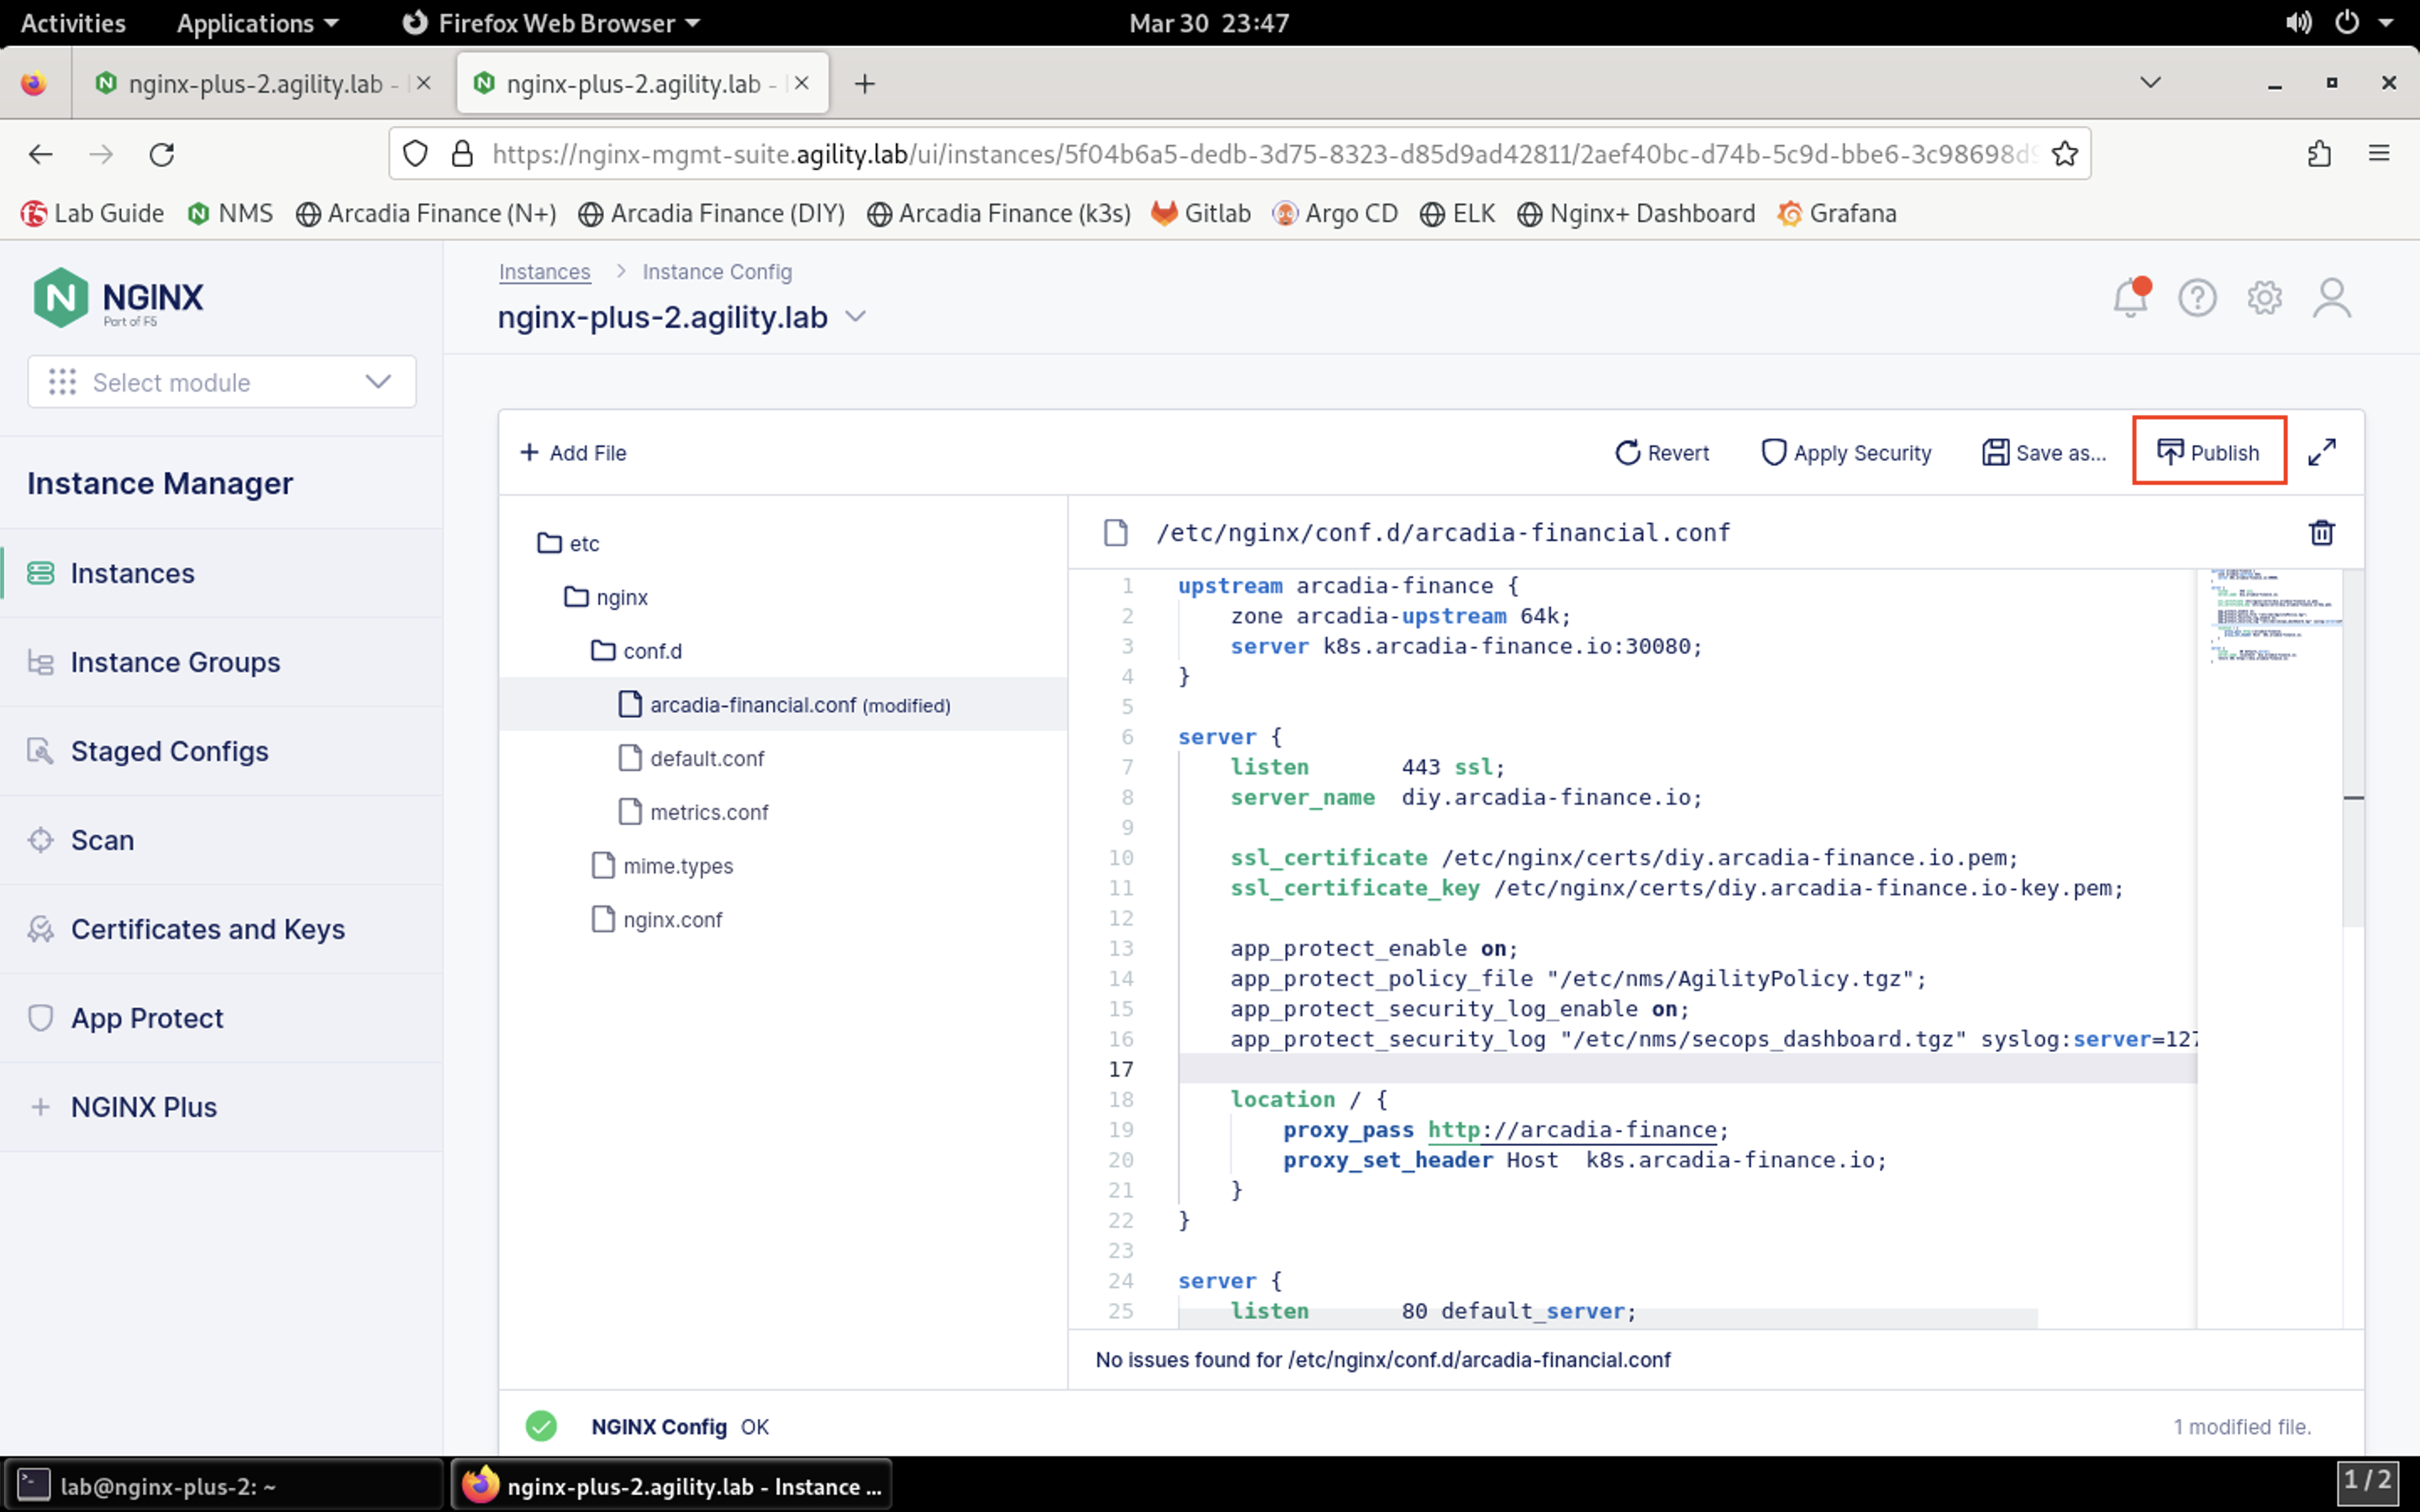 Activities Applications Firefox Web Browser Mar 30 23:47
nginx-plus-2.agility.lab - nginx-plus-2.agility.lab -
https://nginx-mgmt-suite.agility.lab/ui/instances/5f04b6a5-dedb-3d75-8323-d85d9ad42811/2aef40bc-d74b-5c9d-bbe6-3c98698d
Lab Guide NMS Arcadia Finance (N+) Arcadia Finance (DIY) Arcadia Finance (k3s) Gitlab Argo CD ELK Nginx+ Dashboard Grafana
NGINX
Part of F5
Select module
Instance Manager
Instances
Instance Groups
Staged Configs
Scan
Certificates and Keys
App Protect
NGINX Plus
Instances > Instance Config
nginx-plus-2.agility.lab
+ Add File
Revert Apply Security Save as... Publish
etc
nginx
conf.d
arcadia-financial.conf (modified)
default.conf
metrics.conf
mime.types
nginx.conf
/etc/nginx/conf.d/arcadia-financial.conf
1 upstream arcadia-finance {
2 zone arcadia-upstream 64k;
3 server k8s.arcadia-finance.io:30080;
4 }
5
6 server {
7 listen 443 ssl;
8 server_name diy.arcadia-finance.io;
9
10 ssl_certificate /etc/nginx/certs/diy.arcadia-finance.io.pem;
11 ssl_certificate_key /etc/nginx/certs/diy.arcadia-finance.io-key.pem;
12
13 app_protect_enable on;
14 app_protect_policy_file "/etc/nms/AgilityPolicy.tgz";
15 app_protect_security_log_enable on;
16 app_protect_security_log "/etc/nms/secops_dashboard.tgz" syslog:server=127
17
18 location / {
19 proxy_pass http://arcadia-finance;
20 proxy_set_header Host k8s.arcadia-finance.io;
21 }
22 }
23
24 server {
25 listen 80 default_server;
No issues found for /etc/nginx/conf.d/arcadia-financial.conf
NGINX Config OK
1 modified file.
lab@nginx-plus-2: ~ nginx-plus-2.agility.lab - Instance ... 1 / 2